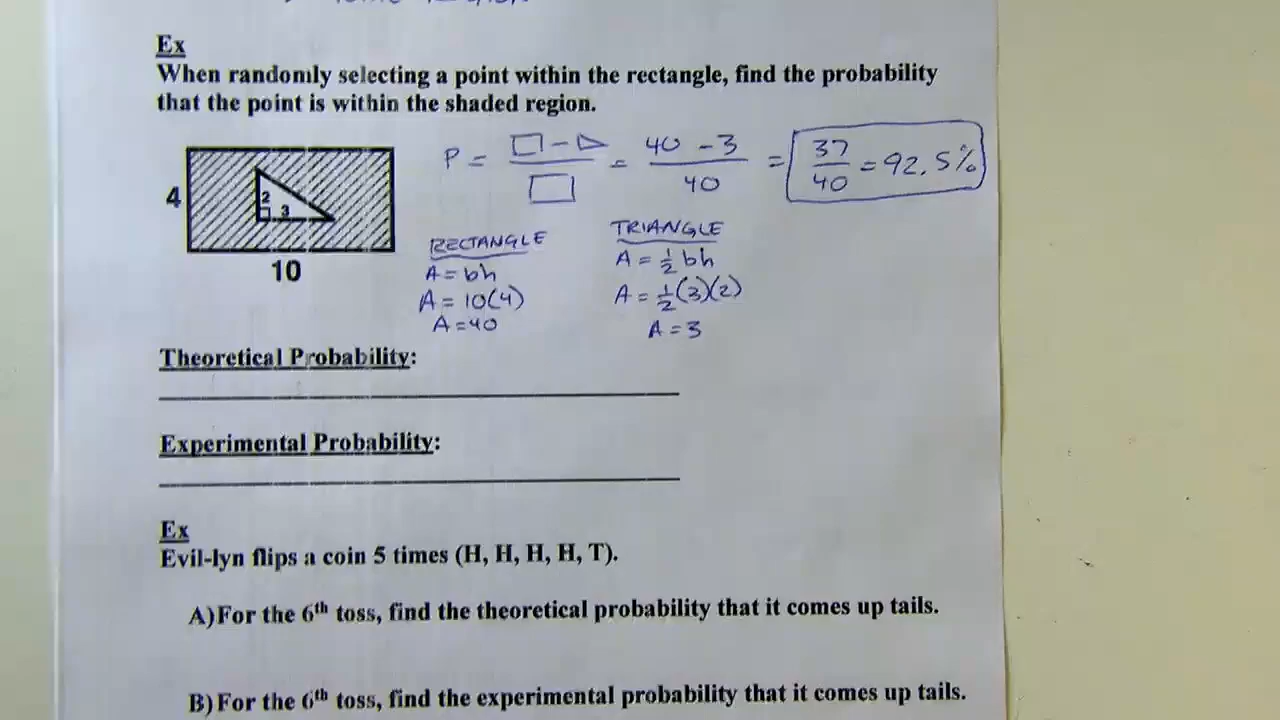 Ex
When randomly selecting a point within the rectangle, find the probability
that the point is within the shaded region.
P = □ - △ / □ = 40 - 3 / 40 = 37 / 40 = 92.5%
4
2
3
10
RECTANGLE
A = bh
A = 10(4)
A = 40
TRIANGLE
A = 1/2 bh
A = 1/2 (3)(2)
A = 3
Theoretical Probability:
Experimental Probability:
Ex
Evil-lyn flips a coin 5 times (H, H, H, H, T).
A)For the 6th toss, find the theoretical probability that it comes up tails.
B)For the 6th toss, find the experimental probability that it comes up tails.